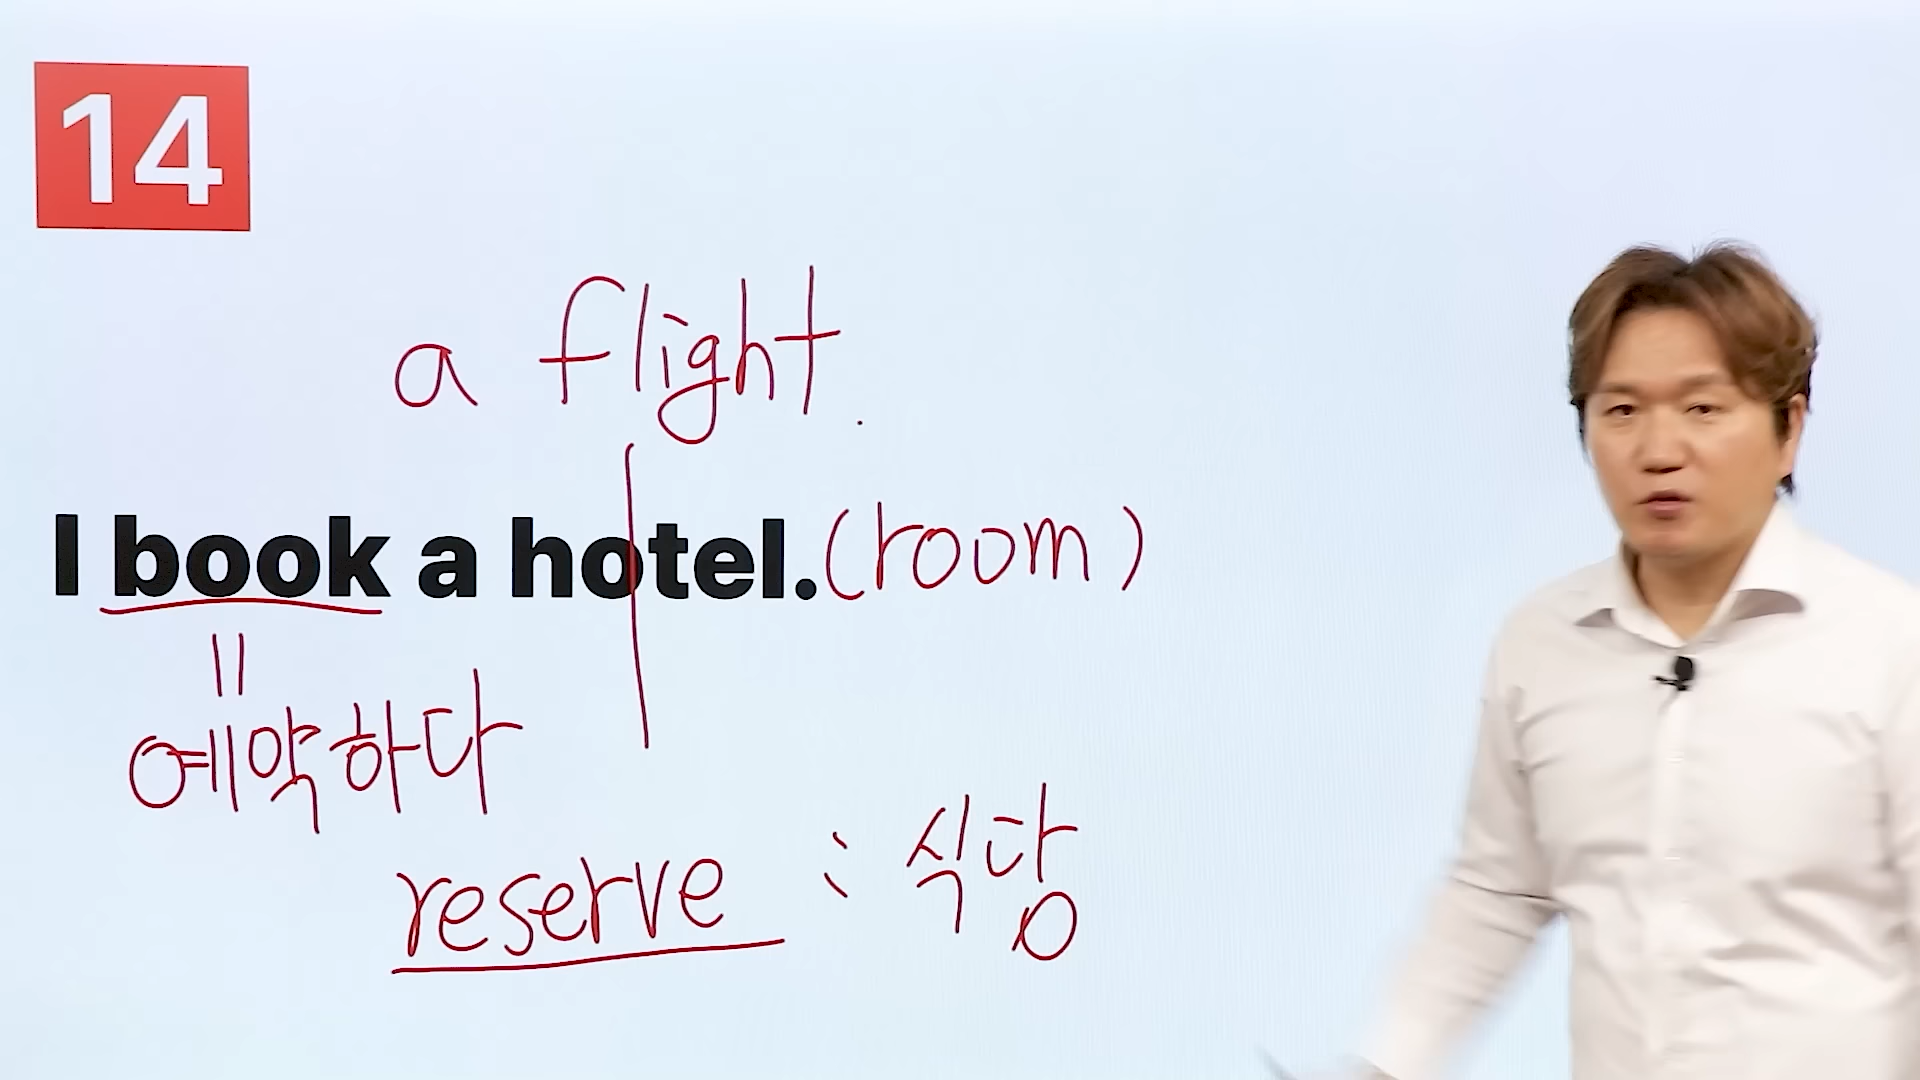 14
a flight.
I book a hotel. (room)
=
예약하다
reserve : 식당